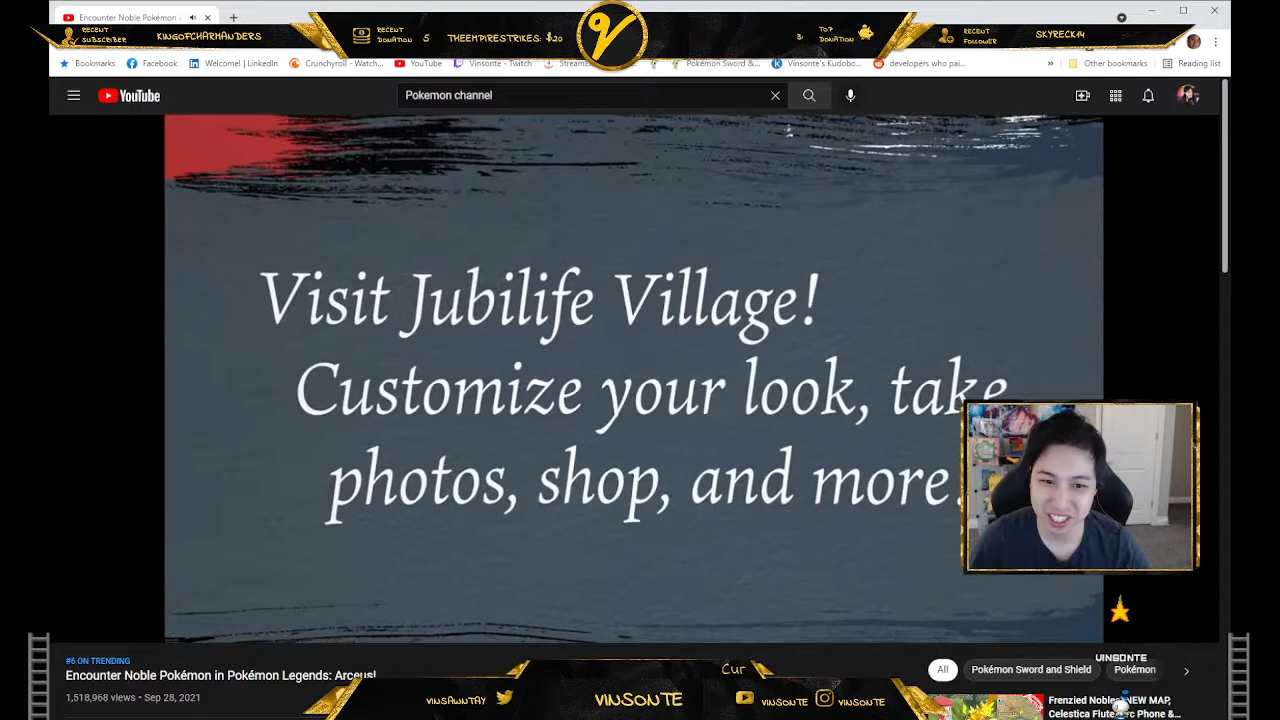 Encounter Noble Pokémon i
RECENT SUBSCRIBER
KINGOFCHARMANDERS
RECENT DONATION
5
THEEMPIRESTRIKES: $20
TOP DONATION
RECENT FOLLOWER
SKYRECK14
Bookmarks
Facebook
Welcome! | LinkedIn
Crunchyroll - Watch...
YouTube
Vinsonte - Twitch
Pokémon Sword &...
Vinsonte's Kudobo...
developers who pai...
»
Other bookmarks
Reading list
YouTube
Pokemon channel
Visit Jubilife Village!
Customize your look, take
photos, shop, and more
#6 ON TRENDING
Encounter Noble Pokémon in Pokémon Legends: Arceus!
1,518,968 views • Sep 28, 2021
Cur
All
Pokémon Sword and Shield
VINSONTE
Pokémon
VINSAWNTAY
VINSONTE
VINSONTE
VINSONTE
Celestica Flute
Phone &...